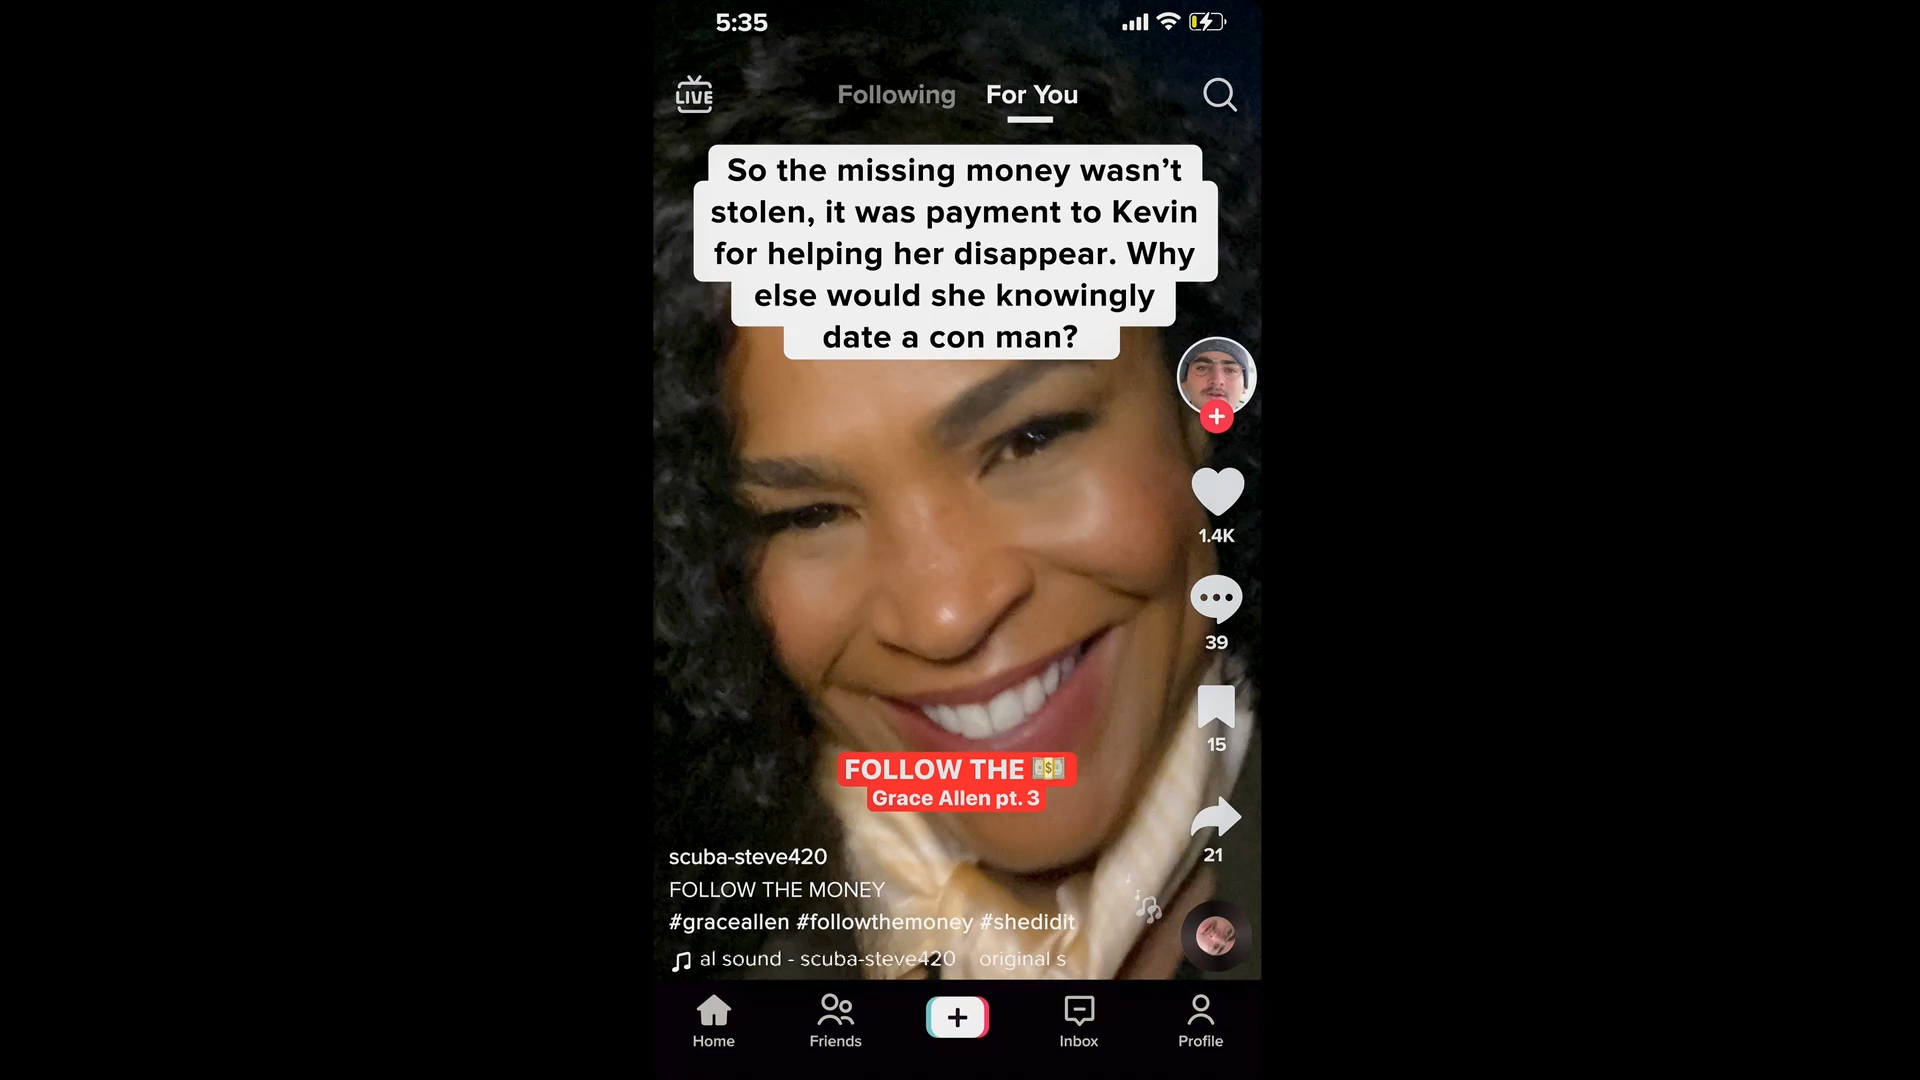 5:35
LIVE
Following
For You
So the missing money wasn’t
stolen, it was payment to Kevin
for helping her disappear. Why
else would she knowingly
date a con man?
1.4K
39
15
FOLLOW THE 💵
Grace Allen pt. 3
21
scuba-steve420
FOLLOW THE MONEY
#graceallen #followthemoney #shedidit
al sound - scuba-steve420 original s
Home
Friends
Inbox
Profile